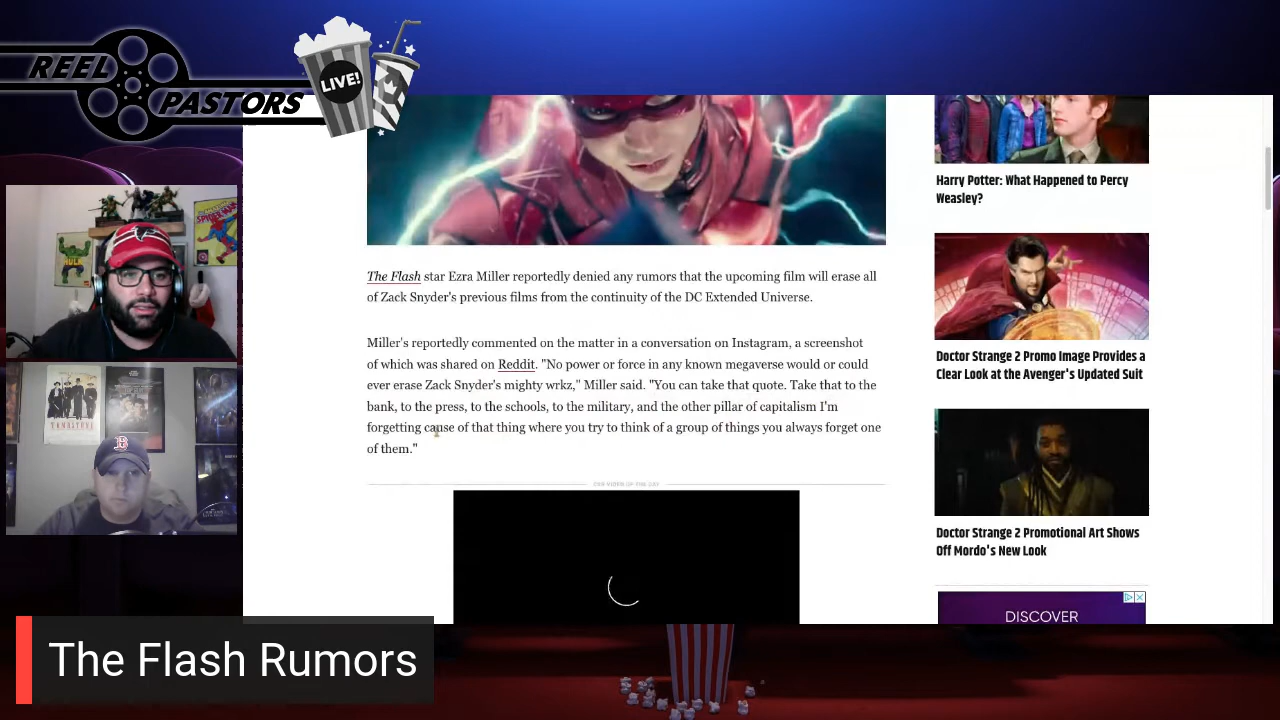 REEL
PASTORS
LIVE!
Harry Potter: What Happened to Percy
Weasley?
The Flash star Ezra Miller reportedly denied any rumors that the upcoming film will erase all
of Zack Snyder's previous films from the continuity of the DC Extended Universe.
Miller's reportedly commented on the matter in a conversation on Instagram, a screenshot
of which was shared on Reddit. "No power or force in any known megaverse would or could
ever erase Zack Snyder's mighty wrkz," Miller said. "You can take that quote. Take that to the
bank, to the press, to the schools, to the military, and the other pillar of capitalism I'm
forgetting cause of that thing where you try to think of a group of things you always forget one
of them."
Doctor Strange 2 Promo Image Provides a
Clear Look at the Avenger's Updated Suit
Doctor Strange 2 Promotional Art Shows
Off Mordo's New Look
DISCOVER
HULK
TOMBSTONE
B
The Flash Rumors